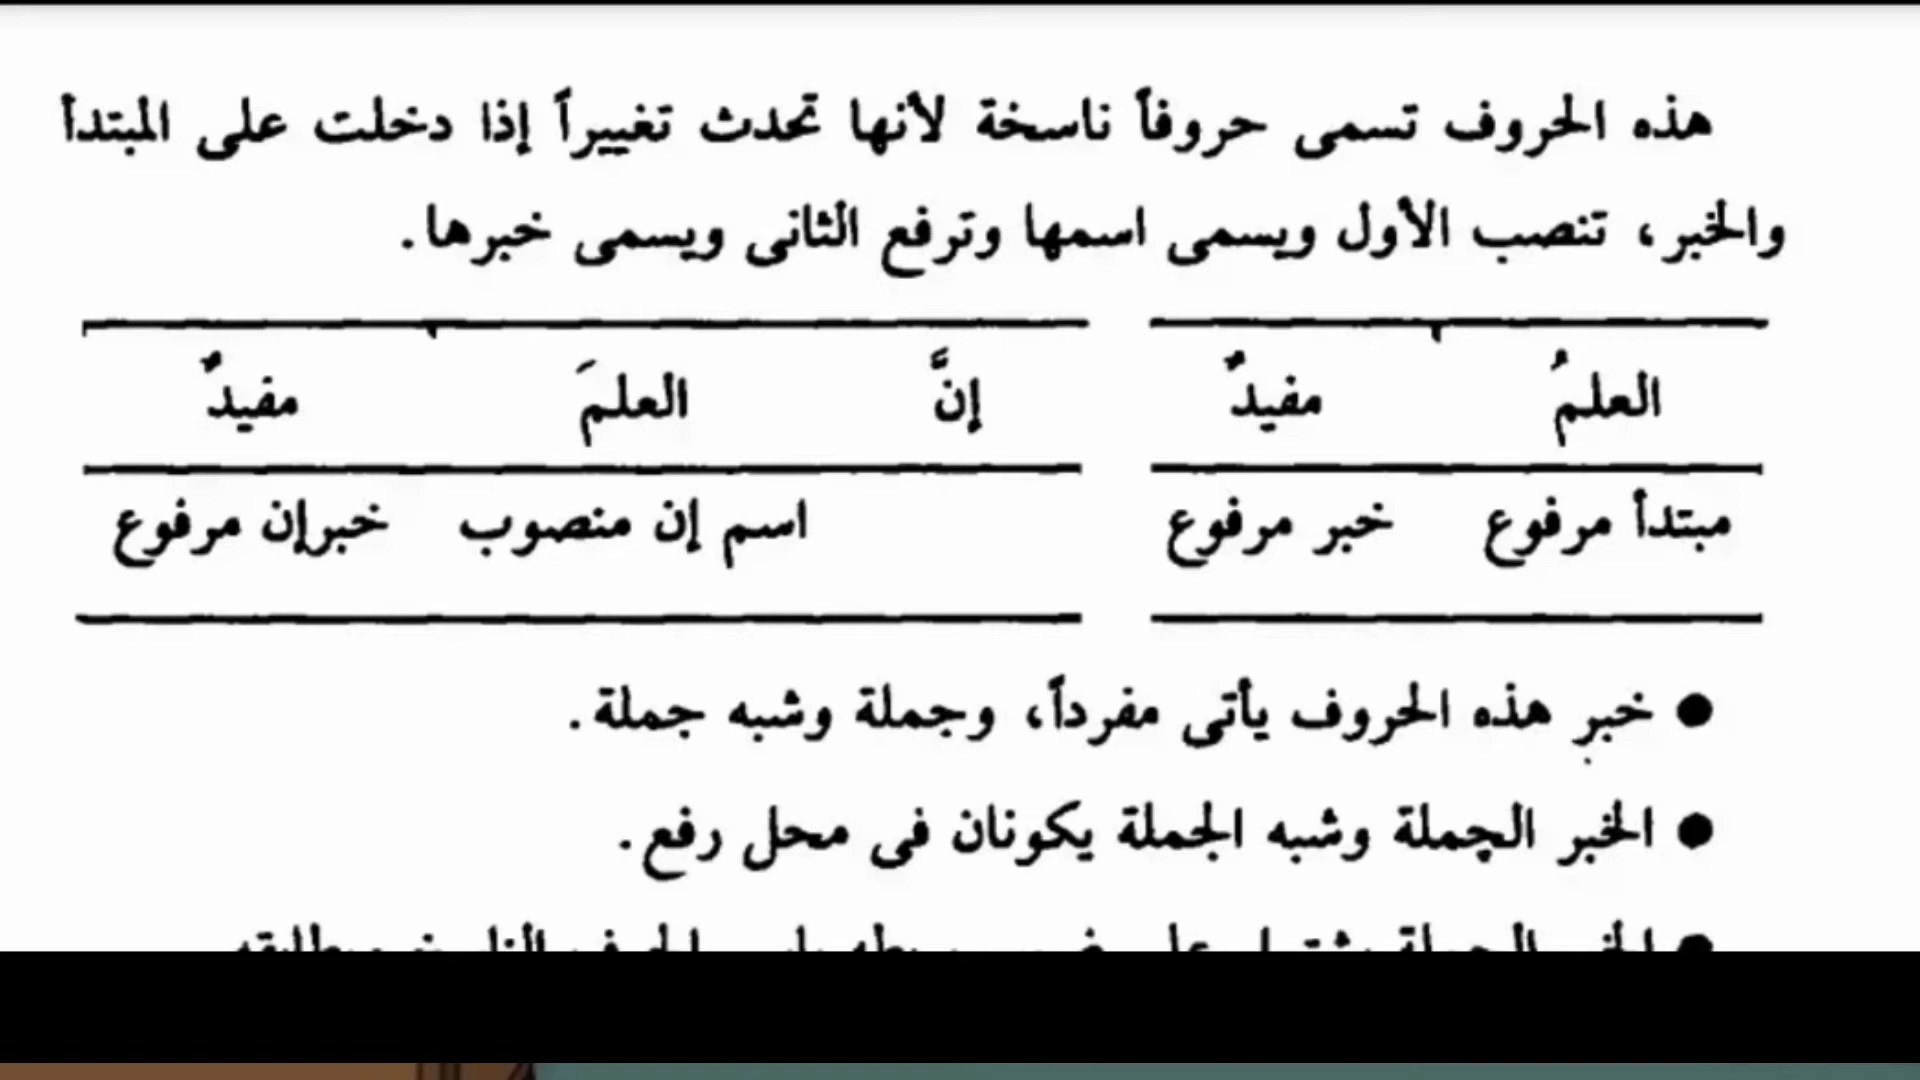 هذه الحروف تسمى حروفاً ناسخة لأنها تحدث تغييراً إذا دخلت على المبتدأ
والخبر، تنصب الأول ويسمى اسمها وترفع الثانى ويسمى خبرها.
العلمُ مفيدٌ إنَّ العلمَ مفيدٌ
مبتدأ مرفوع خبر مرفوع اسم إن منصوب خبر إن مرفوع
● خبر هذه الحروف يأتى مفرداً، وجملة وشبه جملة.
● الخبر الجملة وشبه الجملة يكونان فى محل رفع.